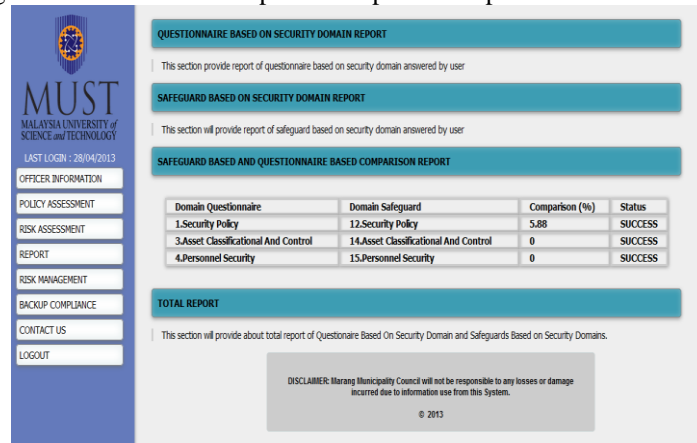 MUST
MALAYSIA UNIVERSITY of
SCIENCE and TECHNOLOGY
LAST LOGIN : 28/04/2013
OFFICER INFORMATION
POLICY ASSESSMENT
RISK ASSESSMENT
REPORT
RISK MANAGEMENT
BACKUP COMPLIANCE
CONTACT US
LOGOUT
QUESTIONNAIRE BASED ON SECURITY DOMAIN REPORT
This section provide report of questionnaire based on security domain answered by user
SAFEGUARD BASED ON SECURITY DOMAIN REPORT
This section will provide report of safeguard based on security domain answered by user
SAFEGUARD BASED AND QUESTIONNAIRE BASED COMPARISON REPORT
Domain Questionnaire Domain Safeguard Comparison (%) Status
1.Security Policy 12.Security Policy 5.88 SUCCESS
3.Asset Classificational And Control 14.Asset Classificational And Control 0 SUCCESS
4.Personnel Security 15.Personnel Security 0 SUCCESS
TOTAL REPORT
This section will provide about total report of Questionaire Based On Security Domain and Safeguards Based on Security Domains.
DISCLAIMER: Marang Municipality Council will not be responsible to any losses or damage
incurred due to information use from this System.
© 2013